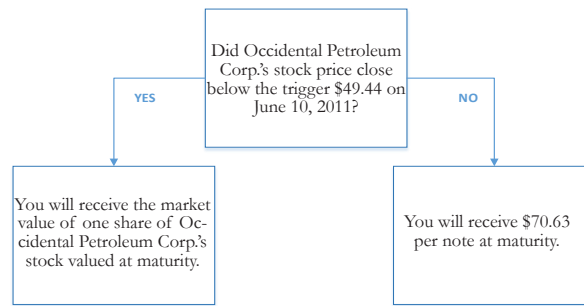 Did Occidental Petroleum
Corp.'s stock price close
below the trigger $49.44 on
June 10, 2011?
YES
NO
You will receive the market
value of one share of Oc-
cidental Petroleum Corp.'s
stock valued at maturity.
You will receive $70.63
per note at maturity.